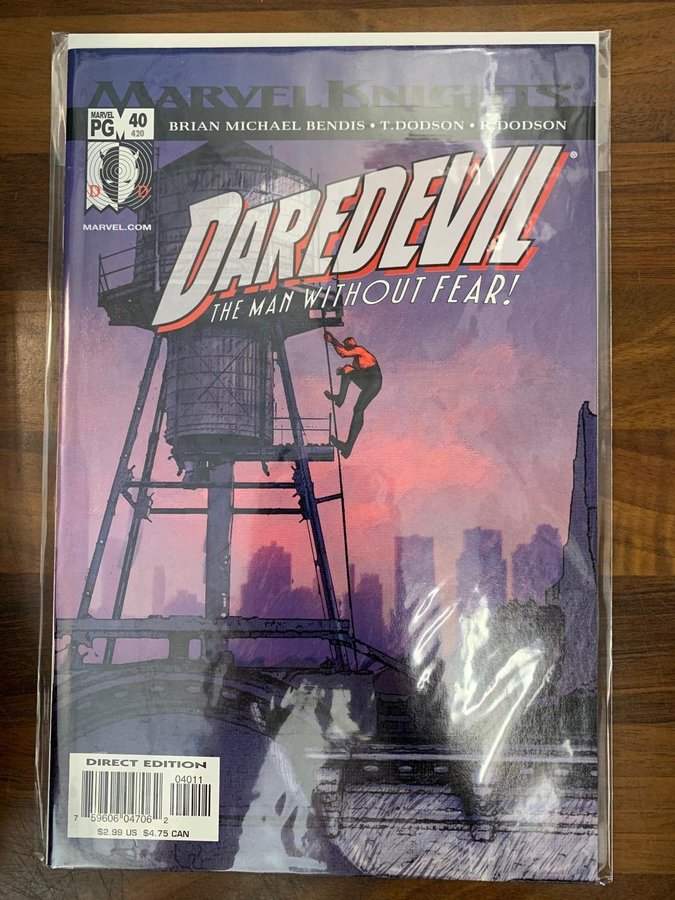 MARVEL KNIGHTS
MARVEL
PG
40
420
BRIAN MICHAEL BENDIS • T.DODSON • R.DODSON
D D
MARVEL.COM
DAREDEVIL®
THE MAN WITHOUT FEAR!
DIRECT EDITION
04011
7 59606 04706 2
$2.99 US $4.75 CAN